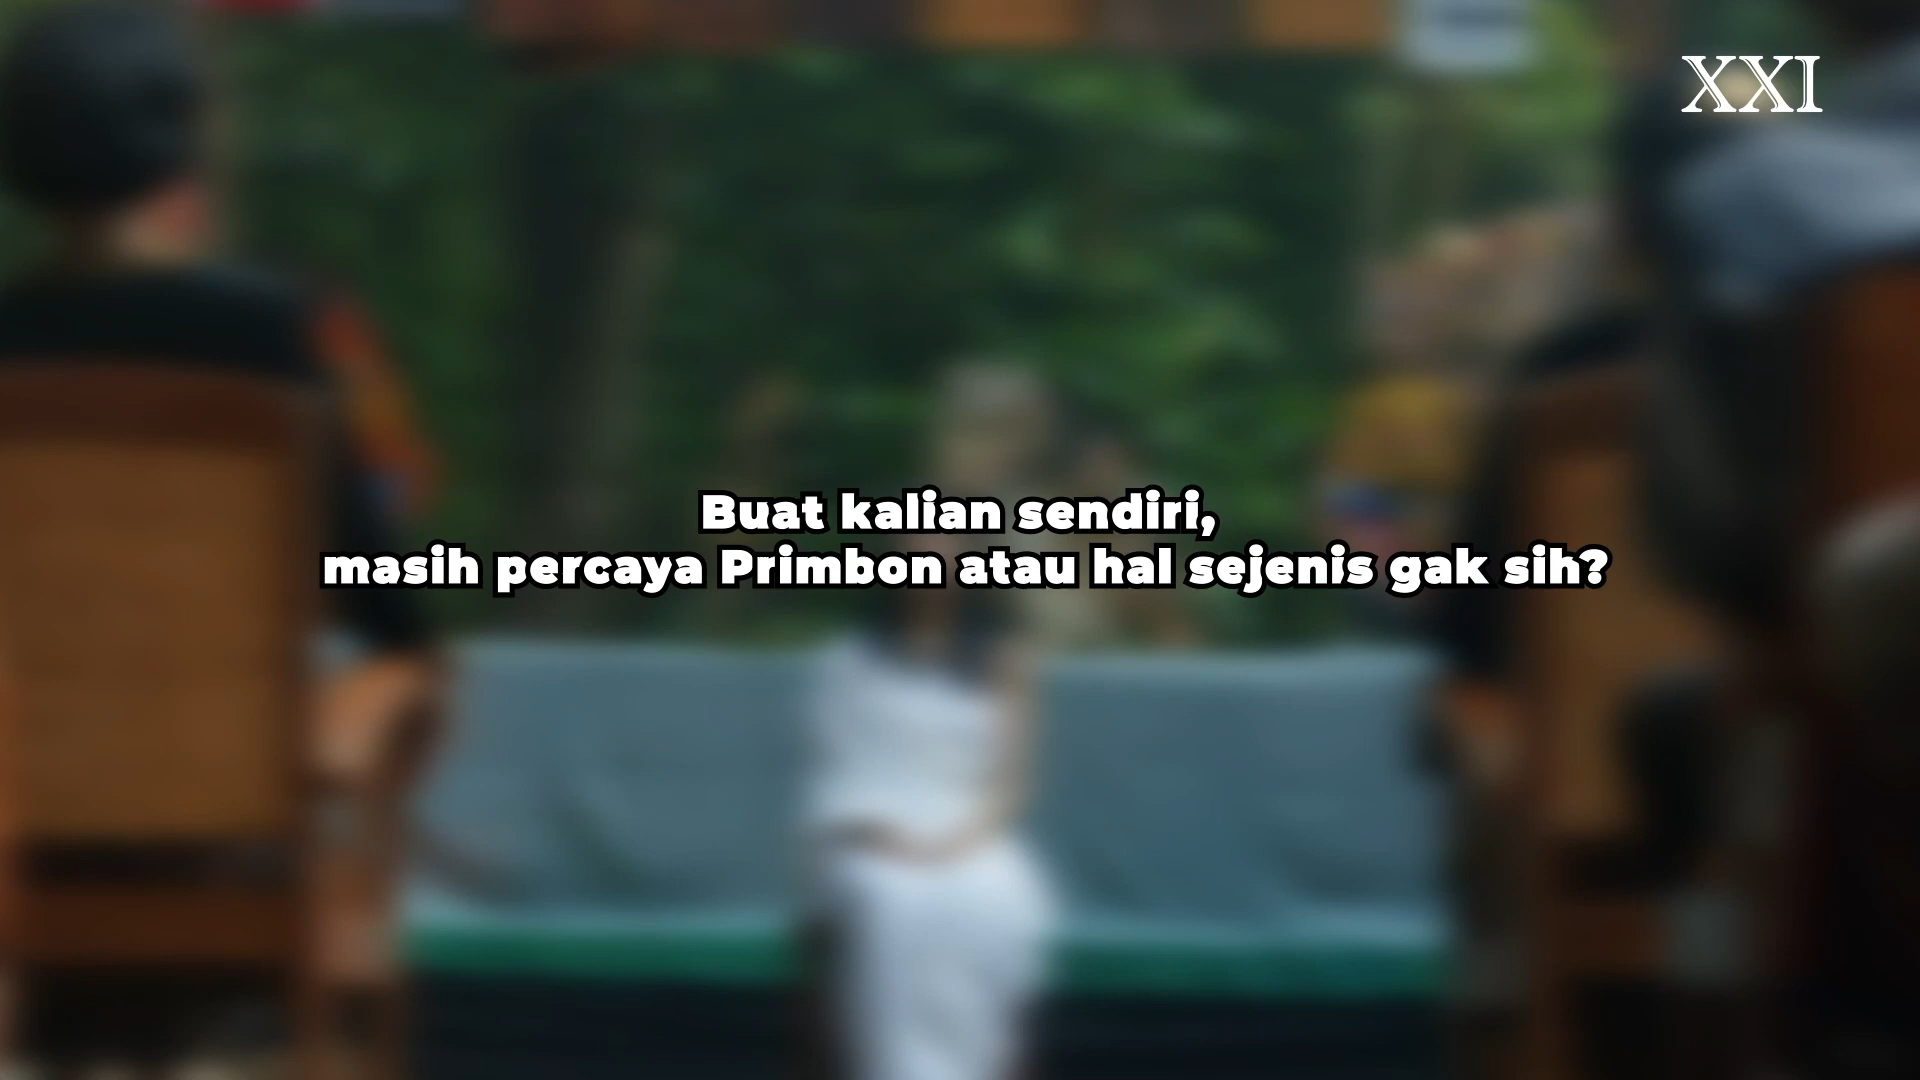 XXI
Buat kalian sendiri,
masih percaya Primbon atau hal sejenis gak sih?